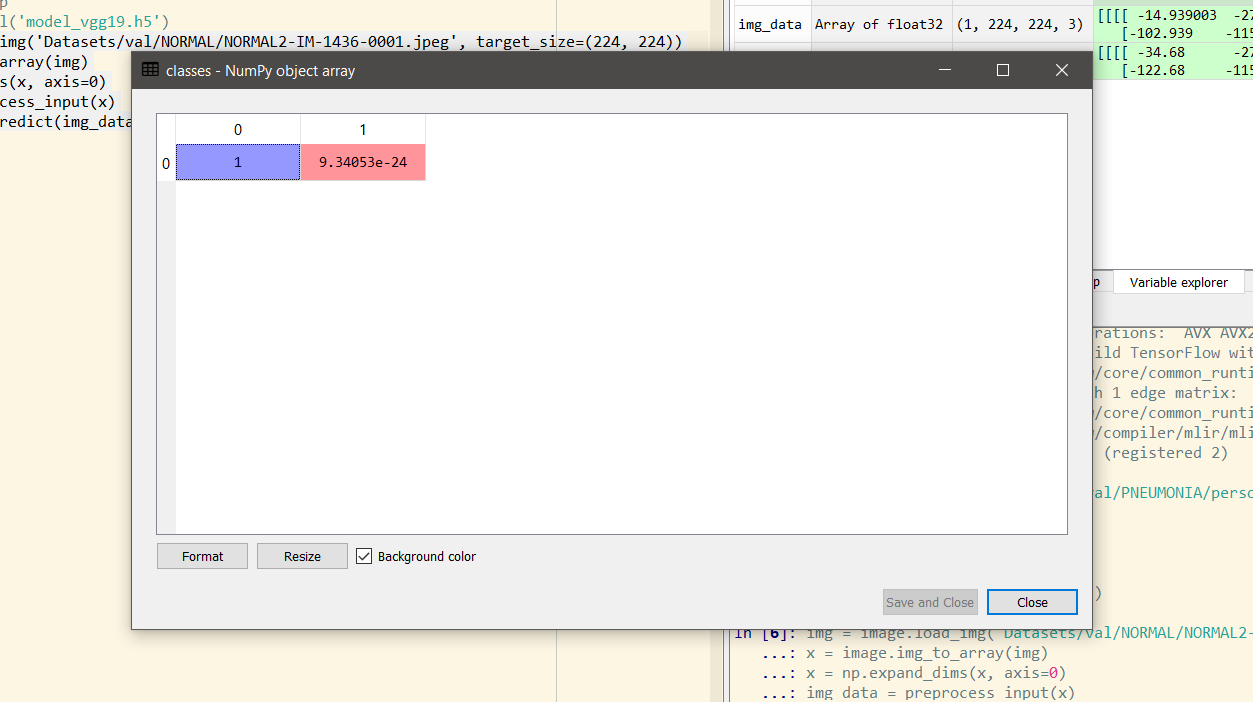 p
l('model_vgg19.h5')
img('Datasets/val/NORMAL/NORMAL2-IM-1436-0001.jpeg', target_size=(224, 224))
array(img)
s(x, axis=0)
cess_input(x)
redict(img_data
img_data Array of float32 (1, 224, 224, 3)
[[[[ -14.939003 -27
[-102.939 -115
[[[[ -34.68 -27
[-122.68 -115
classes - NumPy object array
0 1
0 1 9.34053e-24
Format Resize Background color
Save and Close Close
p Variable explorer
rations: AVX AVX2
ild TensorFlow wit
/core/common_runti
h 1 edge matrix:
/core/common_runti
/compiler/mlir/mli
(registered 2)
al/PNEUMONIA/perso
)
In [6]: img = image.load_img('Datasets/val/NORMAL/NORMAL2-
...: x = image.img_to_array(img)
...: x = np.expand_dims(x, axis=0)
...: img_data = preprocess_input(x)